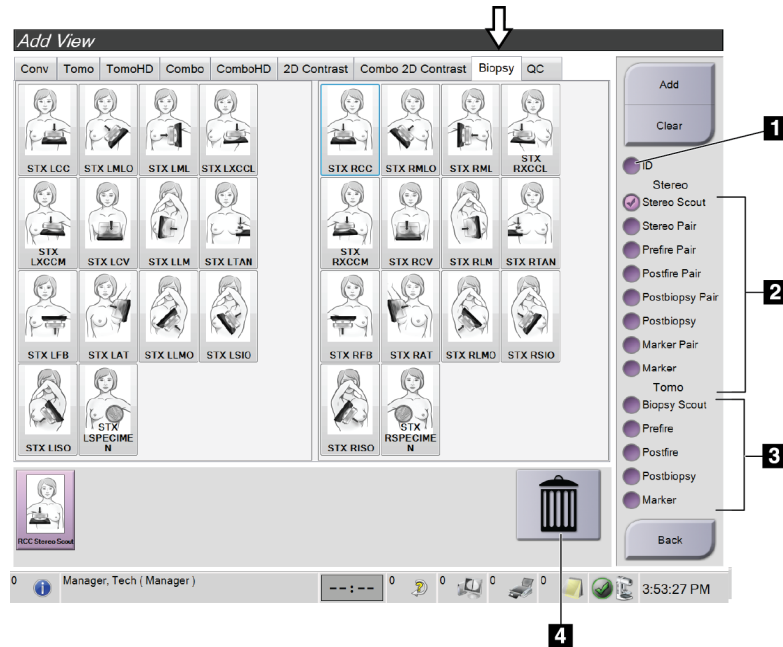 Add View
Conv Tomo TomoHD Combo ComboHD 2D Contrast Combo 2D Contrast Biopsy QC
STX LCC STX LMLO STX LML STX LXCCL
STX RCC STX RMLO STX RML STX
RXCCL
STX
LXCCM STX LCV STX LLM STX LTAN
STX
RXCCM STX RCV STX RLM STX RTAN
STX LFB STX LAT STX LLMO STX LSIO
STX RFB STX RAT STX RLMO STX RSIO
STX LISO STX
LSPECIME
N
STX RISO STX
RSPECIME
N
Add
Clear
ID
1
Stereo
Stereo Scout
Stereo Pair
Prefire Pair
Postfire Pair
Postbiopsy Pair
2
Postbiopsy
Marker Pair
Marker
Tomo
Biopsy Scout
Prefire
Postfire
3
Postbiopsy
Marker
Back
RCC Stereo Scout
0 Manager, Tech ( Manager ) --:-- 0 0 0 3:53:27 PM
4